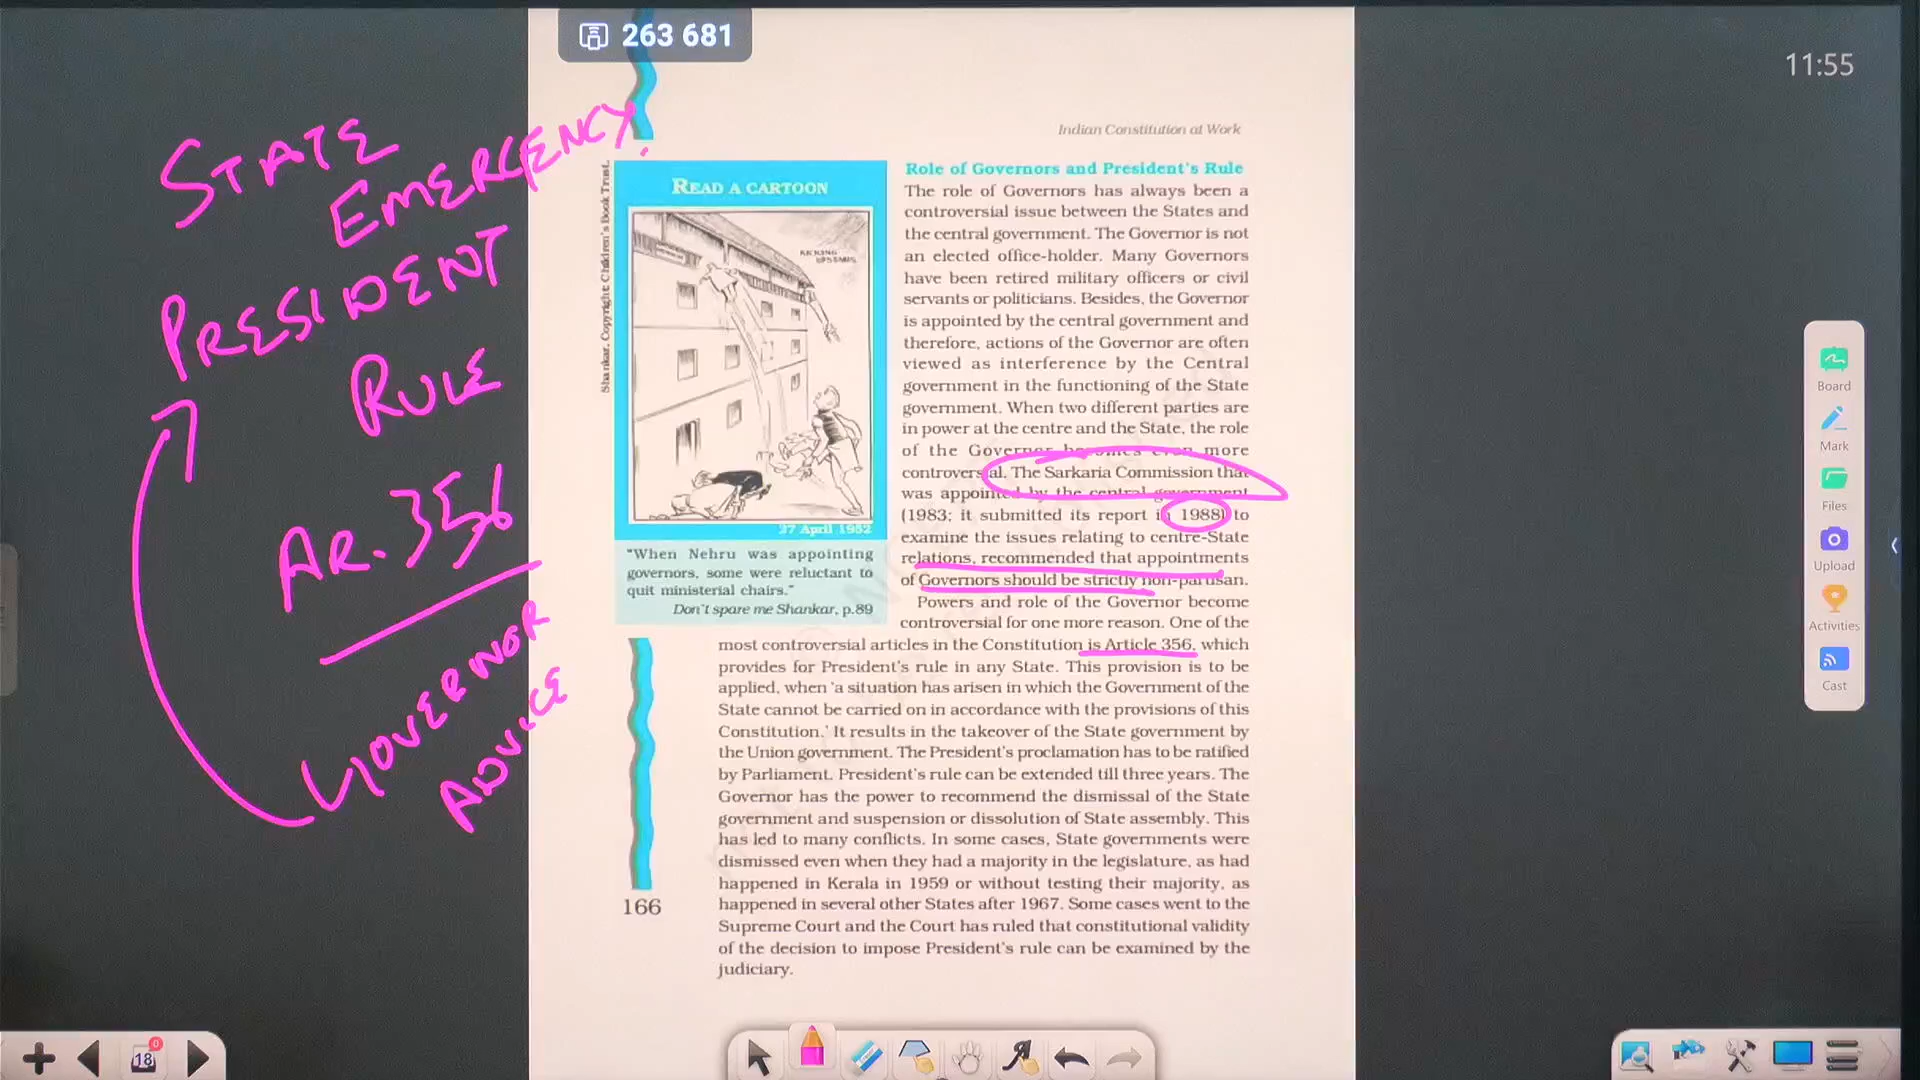 263 681
11:55
STATE
EMERGENCY.
PRESIDENT
RULE
AR. 356
GOVERNOR
ADVICE
Indian Constitution at Work
READ A CARTOON
KICKING
UPSTAIRS
27 April 1952
Shankar. Copyright: Children's Book Trust.
"When Nehru was appointing
governors, some were reluctant to
quit ministerial chairs."
Don't spare me Shankar, p.89
Role of Governors and President's Rule
The role of Governors has always been a
controversial issue between the States and
the central government. The Governor is not
an elected office-holder. Many Governors
have been retired military officers or civil
servants or politicians. Besides, the Governor
is appointed by the central government and
therefore, actions of the Governor are often
viewed as interference by the Central
government in the functioning of the State
government. When two different parties are
in power at the centre and the State, the role
of the Governor becomes even more
controversial. The Sarkaria Commission that
was appointed by the central government
(1983; it submitted its report in 1988) to
examine the issues relating to centre-State
relations, recommended that appointments
of Governors should be strictly non-partisan.
Powers and role of the Governor become
controversial for one more reason. One of the
most controversial articles in the Constitution is Article 356, which
provides for President's rule in any State. This provision is to be
applied, when 'a situation has arisen in which the Government of the
State cannot be carried on in accordance with the provisions of this
Constitution.' It results in the takeover of the State government by
the Union government. The President's proclamation has to be ratified
by Parliament. President's rule can be extended till three years. The
Governor has the power to recommend the dismissal of the State
government and suspension or dissolution of State assembly. This
has led to many conflicts. In some cases, State governments were
dismissed even when they had a majority in the legislature, as had
happened in Kerala in 1959 or without testing their majority, as
happened in several other States after 1967. Some cases went to the
Supreme Court and the Court has ruled that constitutional validity
of the decision to impose President's rule can be examined by the
judiciary.
166
Board
Mark
Files
Upload
Activities
Cast
18
0